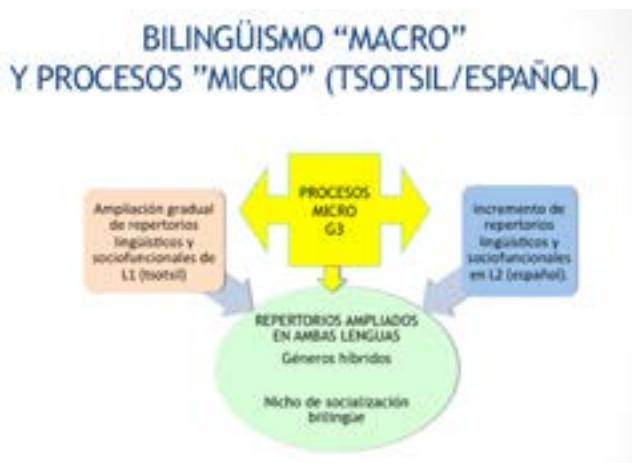 BILINGÜISMO “MACRO”
Y PROCESOS ”MICRO” (TSOTSIL/ESPAÑOL)
PROCESOS
MICRO
G3
Ampliación gradual
de repertorios
lingüísticos y
sociofuncionales de
L1 (tsotsil)
Incremento de
repertorios
lingüísticos y
sociofuncionales
en L2 (español).
REPERTORIOS AMPLIADOS
EN AMBAS LENGUAS
Géneros híbridos
Nicho de socialización
brilingüe